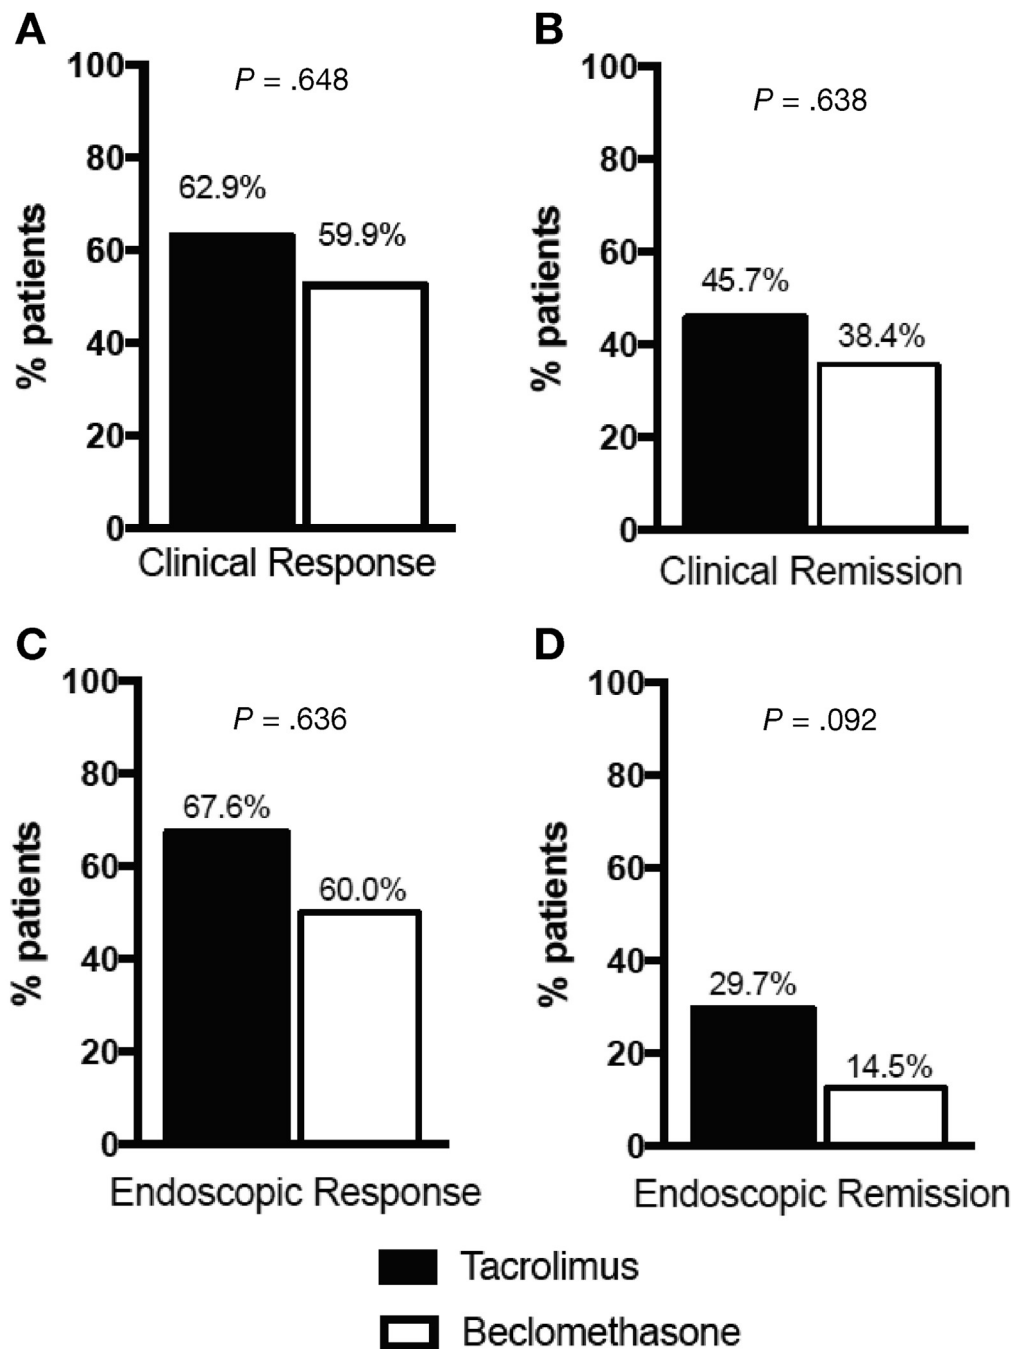 A
100
P = .648
80
62.9%
59.9%
60
40
20
0
% patients
Clinical Response
B
100
P = .638
80
60
45.7%
38.4%
40
20
0
% patients
Clinical Remission
C
100
P = .636
80
67.6%
60
60.0%
40
20
0
% patients
Endoscopic Response
D
100
P = .092
80
60
40
29.7%
20
14.5%
0
% patients
Endoscopic Remission
Tacrolimus
Beclomethasone